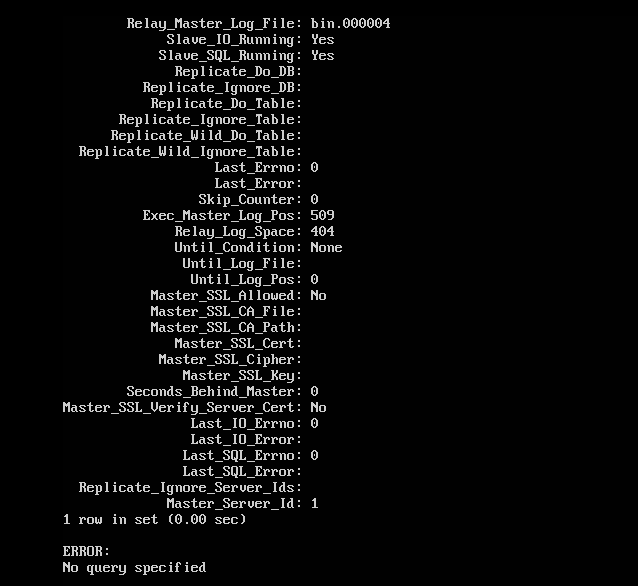 Relay_Master_Log_File: bin.000004
Slave_IO_Running: Yes
Slave_SQL_Running: Yes
Replicate_Do_DB:
Replicate_Ignore_DB:
Replicate_Do_Table:
Replicate_Ignore_Table:
Replicate_Wild_Do_Table:
Replicate_Wild_Ignore_Table:
Last_Errno: 0
Last_Error:
Skip_Counter: 0
Exec_Master_Log_Pos: 509
Relay_Log_Space: 404
Until_Condition: None
Until_Log_File:
Until_Log_Pos: 0
Master_SSL_Allowed: No
Master_SSL_CA_File:
Master_SSL_CA_Path:
Master_SSL_Cert:
Master_SSL_Cipher:
Master_SSL_Key:
Seconds_Behind_Master: 0
Master_SSL_Verify_Server_Cert: No
Last_IO_Errno: 0
Last_IO_Error:
Last_SQL_Errno: 0
Last_SQL_Error:
Replicate_Ignore_Server_Ids:
Master_Server_Id: 1
1 row in set (0.00 sec)
ERROR:
No query specified